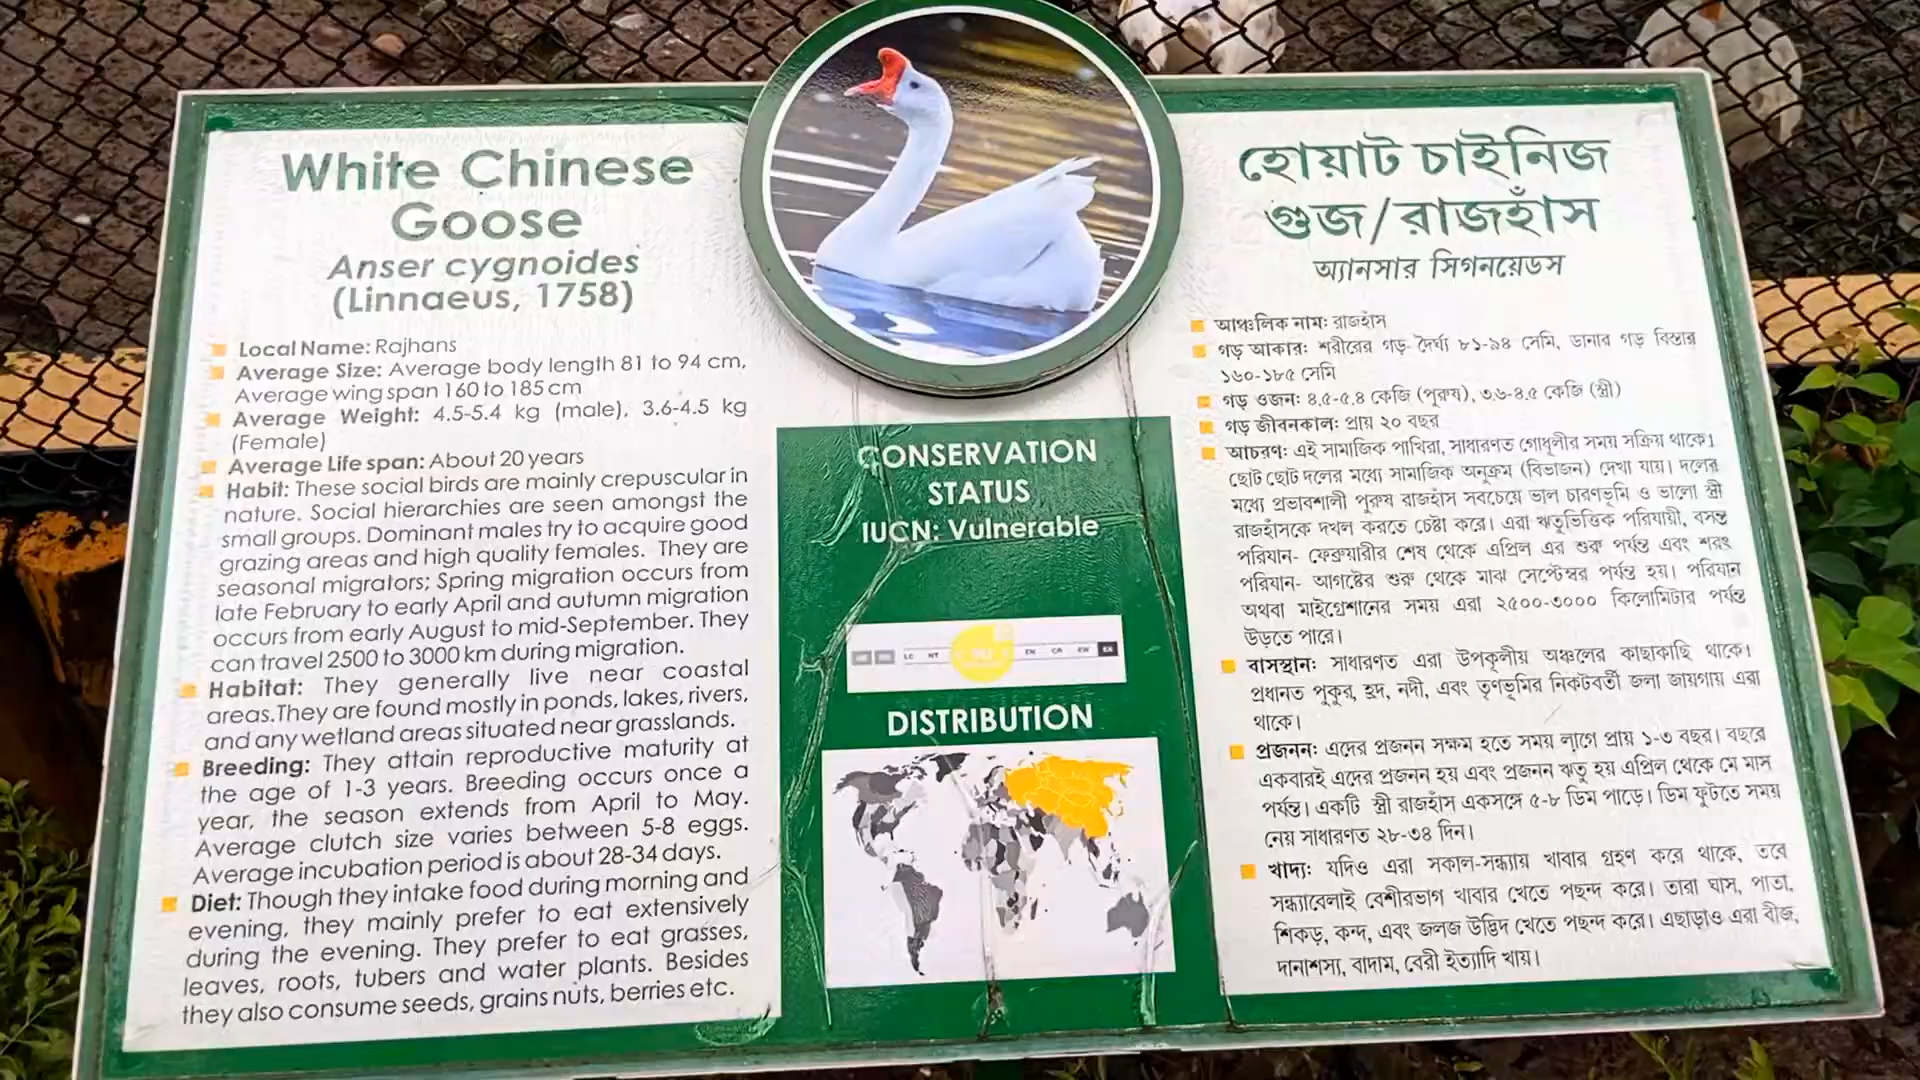 White Chinese
Goose
Anser cygnoides
(Linnaeus, 1758)
Local Name: Rajhans
Average Size: Average body length 81 to 94 cm,
Average wing span 160 to 185 cm
Average Weight: 4.5-5.4 kg (male), 3.6-4.5 kg
(Female)
Average Life span: About 20 years
Habit: These social birds are mainly crepuscular in
nature. Social hierarchies are seen amongst the
small groups. Dominant males try to acquire good
grazing areas and high quality females. They are
seasonal migrators; Spring migration occurs from
late February to early April and autumn migration
occurs from early August to mid-September. They
can travel 2500 to 3000 km during migration.
Habitat: They generally live near coastal
areas.They are found mostly in ponds, lakes, rivers,
and any wetland areas situated near grasslands.
Breeding: They attain reproductive maturity at
the age of 1-3 years. Breeding occurs once a
year, the season extends from April to May.
Average clutch size varies between 5-8 eggs.
Average incubation period is about 28-34 days.
Diet: Though they intake food during morning and
evening, they mainly prefer to eat extensively
during the evening. They prefer to eat grasses,
leaves, roots, tubers and water plants. Besides
they also consume seeds, grains nuts, berries etc.
CONSERVATION
STATUS
IUCN: Vulnerable
LC NT EN CR EW EX
DISTRIBUTION
হোয়াট চাইনিজ
গুজ/রাজহাঁস
অ্যানসার সিগনয়েডস
আঞ্চলিক নাম: রাজহাঁস
গড় আকার: শরীরের গড় দৈর্ঘ্য ৮১-৯৪ সেমি, ডানার গড় বিস্তার
১৬০-১৮৫ সেমি
গড় ওজন: ৪.৫-৫.৪ কেজি (পুরুষ), ৩.৬-৪.৫ কেজি (স্ত্রী)
গড় জীবনকাল: প্রায় ২০ বছর
আচরণ: এই সামাজিক পাখিরা, সাধারণত গোধূলীর সময় সক্রিয় থাকে।
ছোট ছোট দলের মধ্যে সামাজিক অনুক্রম (বিভাজন) দেখা যায়। দলের
মধ্যে প্রভাবশালী পুরুষ রাজহাঁস সবচেয়ে ভাল চারণভূমি ও ভালো স্ত্রী
রাজহাঁসকে দখল করতে চেষ্টা করে। এরা ঋতুভিত্তিক পরিযায়ী, বসন্ত
পরিযান- ফেব্রুয়ারীর শেষ থেকে এপ্রিল এর শুরু পর্যন্ত এবং শরৎ
পরিযান- আগষ্টের শুরু থেকে মাঝ সেপ্টেম্বর পর্যন্ত হয়। পরিযান
অথবা মাইগ্রেশানের সময় এরা ২৫০০-৩০০০ কিলোমিটার পর্যন্ত
উড়তে পারে।
বাসস্থান: সাধারণত এরা উপকূলীয় অঞ্চলের কাছাকাছি থাকে।
প্রধানত পুকুর, হ্রদ, নদী, এবং তৃণভূমির নিকটবর্তী জলা জায়গায় এরা
থাকে।
প্রজনন: এদের প্রজনন সক্ষম হতে সময় লাগে প্রায় ১-৩ বছর। বছরে
একবারই এদের প্রজনন হয় এবং প্রজনন ঋতু হয় এপ্রিল থেকে মে মাস
পর্যন্ত। একটি স্ত্রী রাজহাঁস একসঙ্গে ৫-৮ ডিম পাড়ে। ডিম ফুটতে সময়
নেয় সাধারণত ২৮-৩৪ দিন।
খাদ্য: যদিও এরা সকাল-সন্ধ্যায় খাবার গ্রহণ করে থাকে, তবে
সন্ধ্যাবেলাই বেশীরভাগ খাবার খেতে পছন্দ করে। তারা ঘাস, পাতা,
শিকড়, কন্দ, এবং জলজ উদ্ভিদ খেতে পছন্দ করে। এছাড়াও এরা বীজ,
দানাশস্য, বাদাম, বেরী ইত্যাদি খায়।